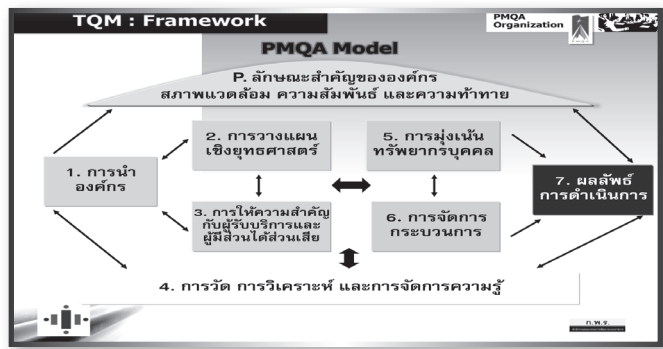 TQM : Framework
PMQA
Organization
PMQA Model
P. ลักษณะสำคัญขององค์กร
สภาพแวดล้อม ความสัมพันธ์ และความท้าทาย
2. การวางแผน
เชิงยุทธศาสตร์
5. การมุ่งเน้น
ทรัพยากรบุคคล
1. การนำ
องค์กร
7. ผลลัพธ์
การดำเนินการ
3. การให้ความสำคัญ
กับผู้รับบริการและ
ผู้มีส่วนได้ส่วนเสีย
6. การจัดการ
กระบวนการ
4. การวัด การวิเคราะห์ และการจัดการความรู้
ก.พ.ร.